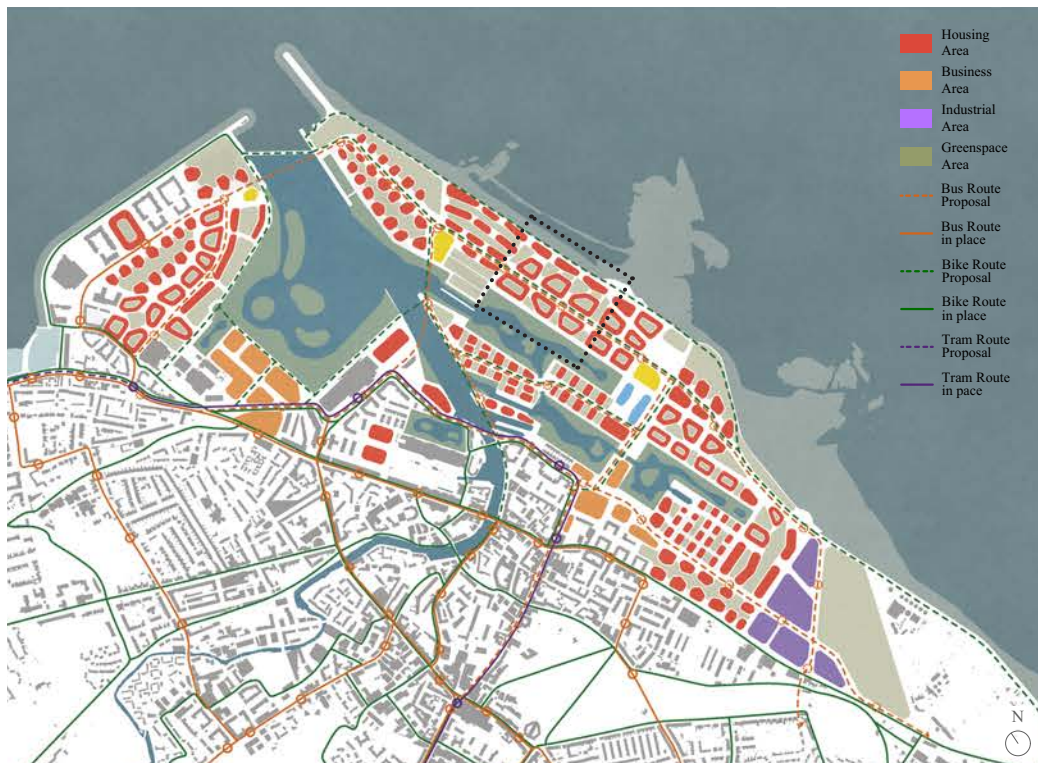 Housing
Area
Business
Area
Industrial
Area
Greenspace
Area
Bus Route
Proposal
Bus Route
in place
Bike Route
Proposal
Bike Route
in place
Tram Route
Proposal
Tram Route
in pace
N